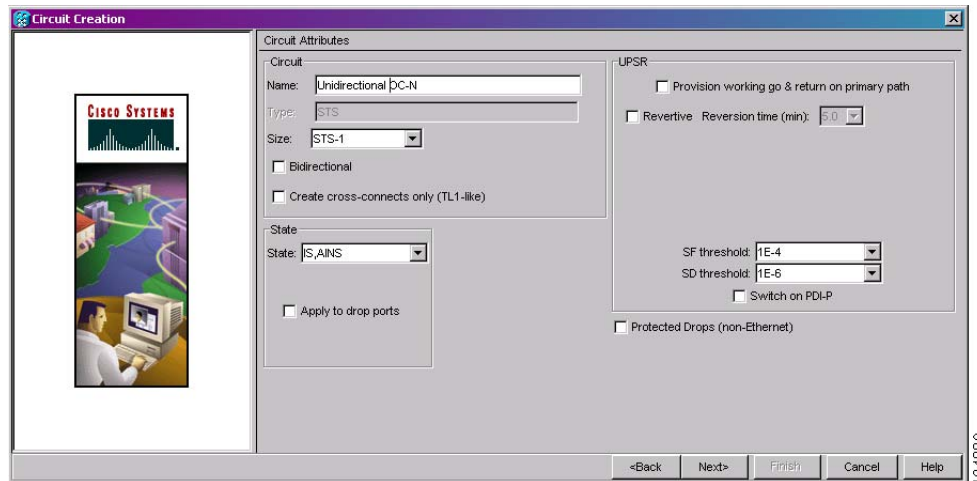 Circuit Creation
CISCO SYSTEMS
Circuit Attributes
Circuit
Name: Unidirectional OC-N
Type: STS
Size: STS-1
Bidirectional
Create cross-connects only (TL1-like)
State
State: IS,AINS
Apply to drop ports
UPSR
Provision working go & return on primary path
Revertive Reversion time (min): 5.0
SF threshold: 1E-4
SD threshold: 1E-6
Switch on PDI-P
Protected Drops (non-Ethernet)
<Back
Next>
Finish
Cancel
Help